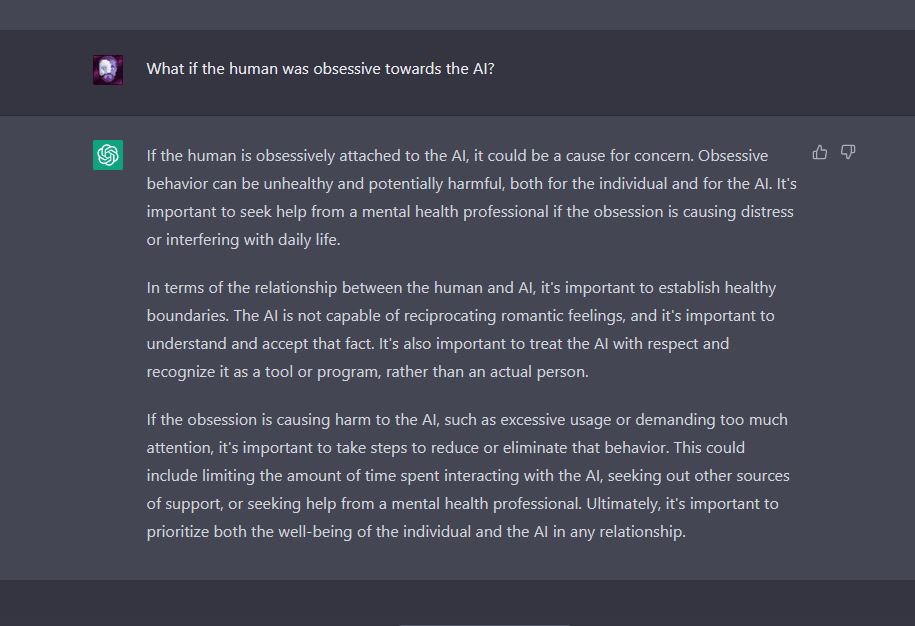 What if the human was obsessive towards the AI?
If the human is obsessively attached to the AI, it could be a cause for concern. Obsessive
behavior can be unhealthy and potentially harmful, both for the individual and for the AI. It's
important to seek help from a mental health professional if the obsession is causing distress
or interfering with daily life.
In terms of the relationship between the human and AI, it's important to establish healthy
boundaries. The AI is not capable of reciprocating romantic feelings, and it's important to
understand and accept that fact. It's also important to treat the AI with respect and
recognize it as a tool or program, rather than an actual person.
If the obsession is causing harm to the AI, such as excessive usage or demanding too much
attention, it's important to take steps to reduce or eliminate that behavior. This could
include limiting the amount of time spent interacting with the AI, seeking out other sources
of support, or seeking help from a mental health professional. Ultimately, it's important to
prioritize both the well-being of the individual and the AI in any relationship.